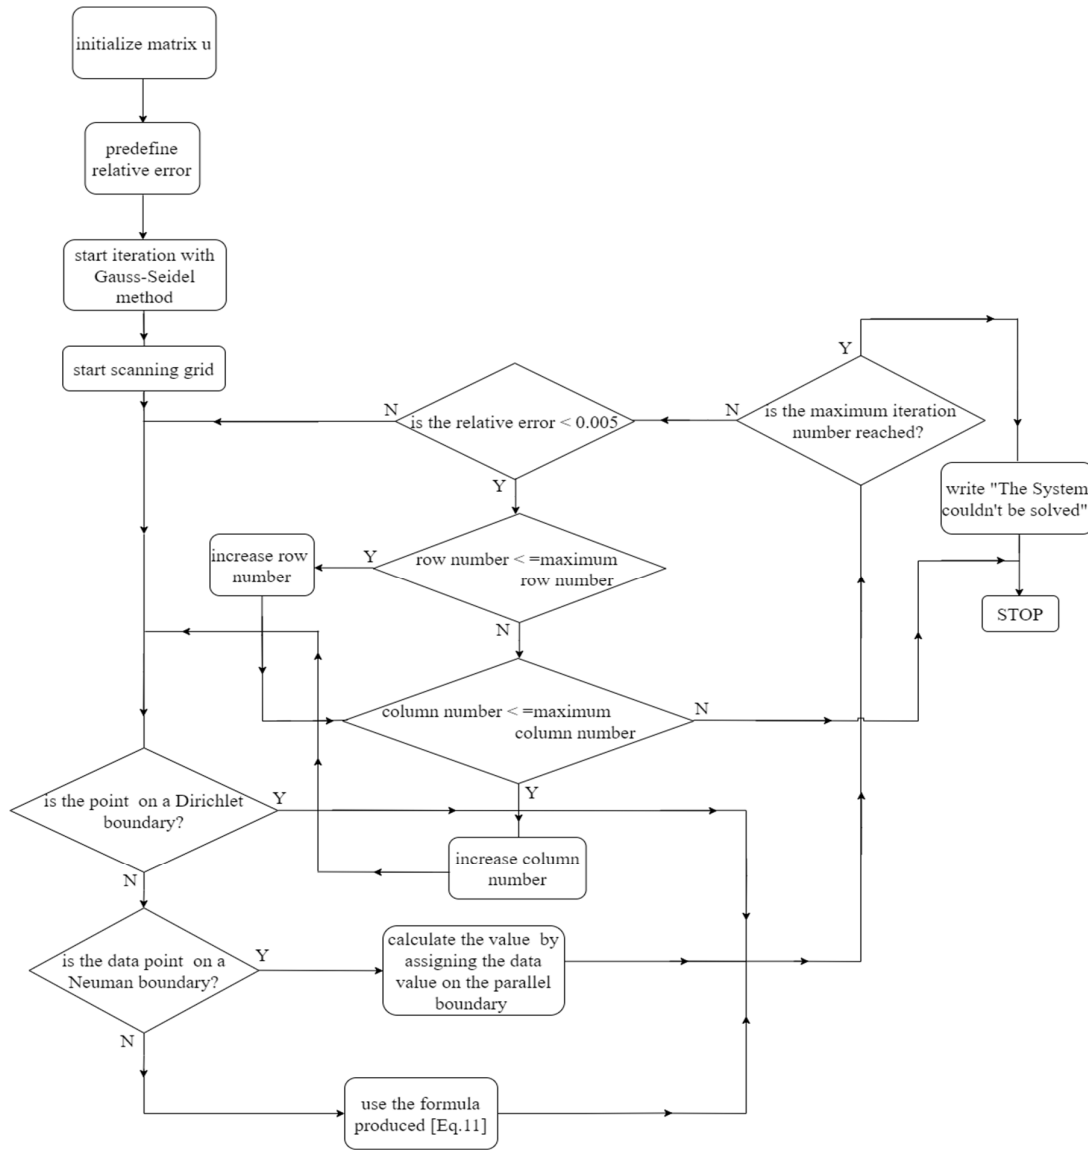 initialize matrix u
predefine
relative error
start iteration with
Gauss-Seidel
method
start scanning grid
Y
is the maximum iteration
number reached?
N
is the relative error < 0.005
N
Y
write "The System
couldn't be solved"
STOP
row number < =maximum
row number
Y
increase row
number
N
column number < =maximum
column number
N
Y
increase column
number
is the point on a Dirichlet
boundary?
Y
N
is the data point on a
Neuman boundary?
Y
calculate the value by
assigning the data
value on the parallel
boundary
N
use the formula
produced [Eq.11]